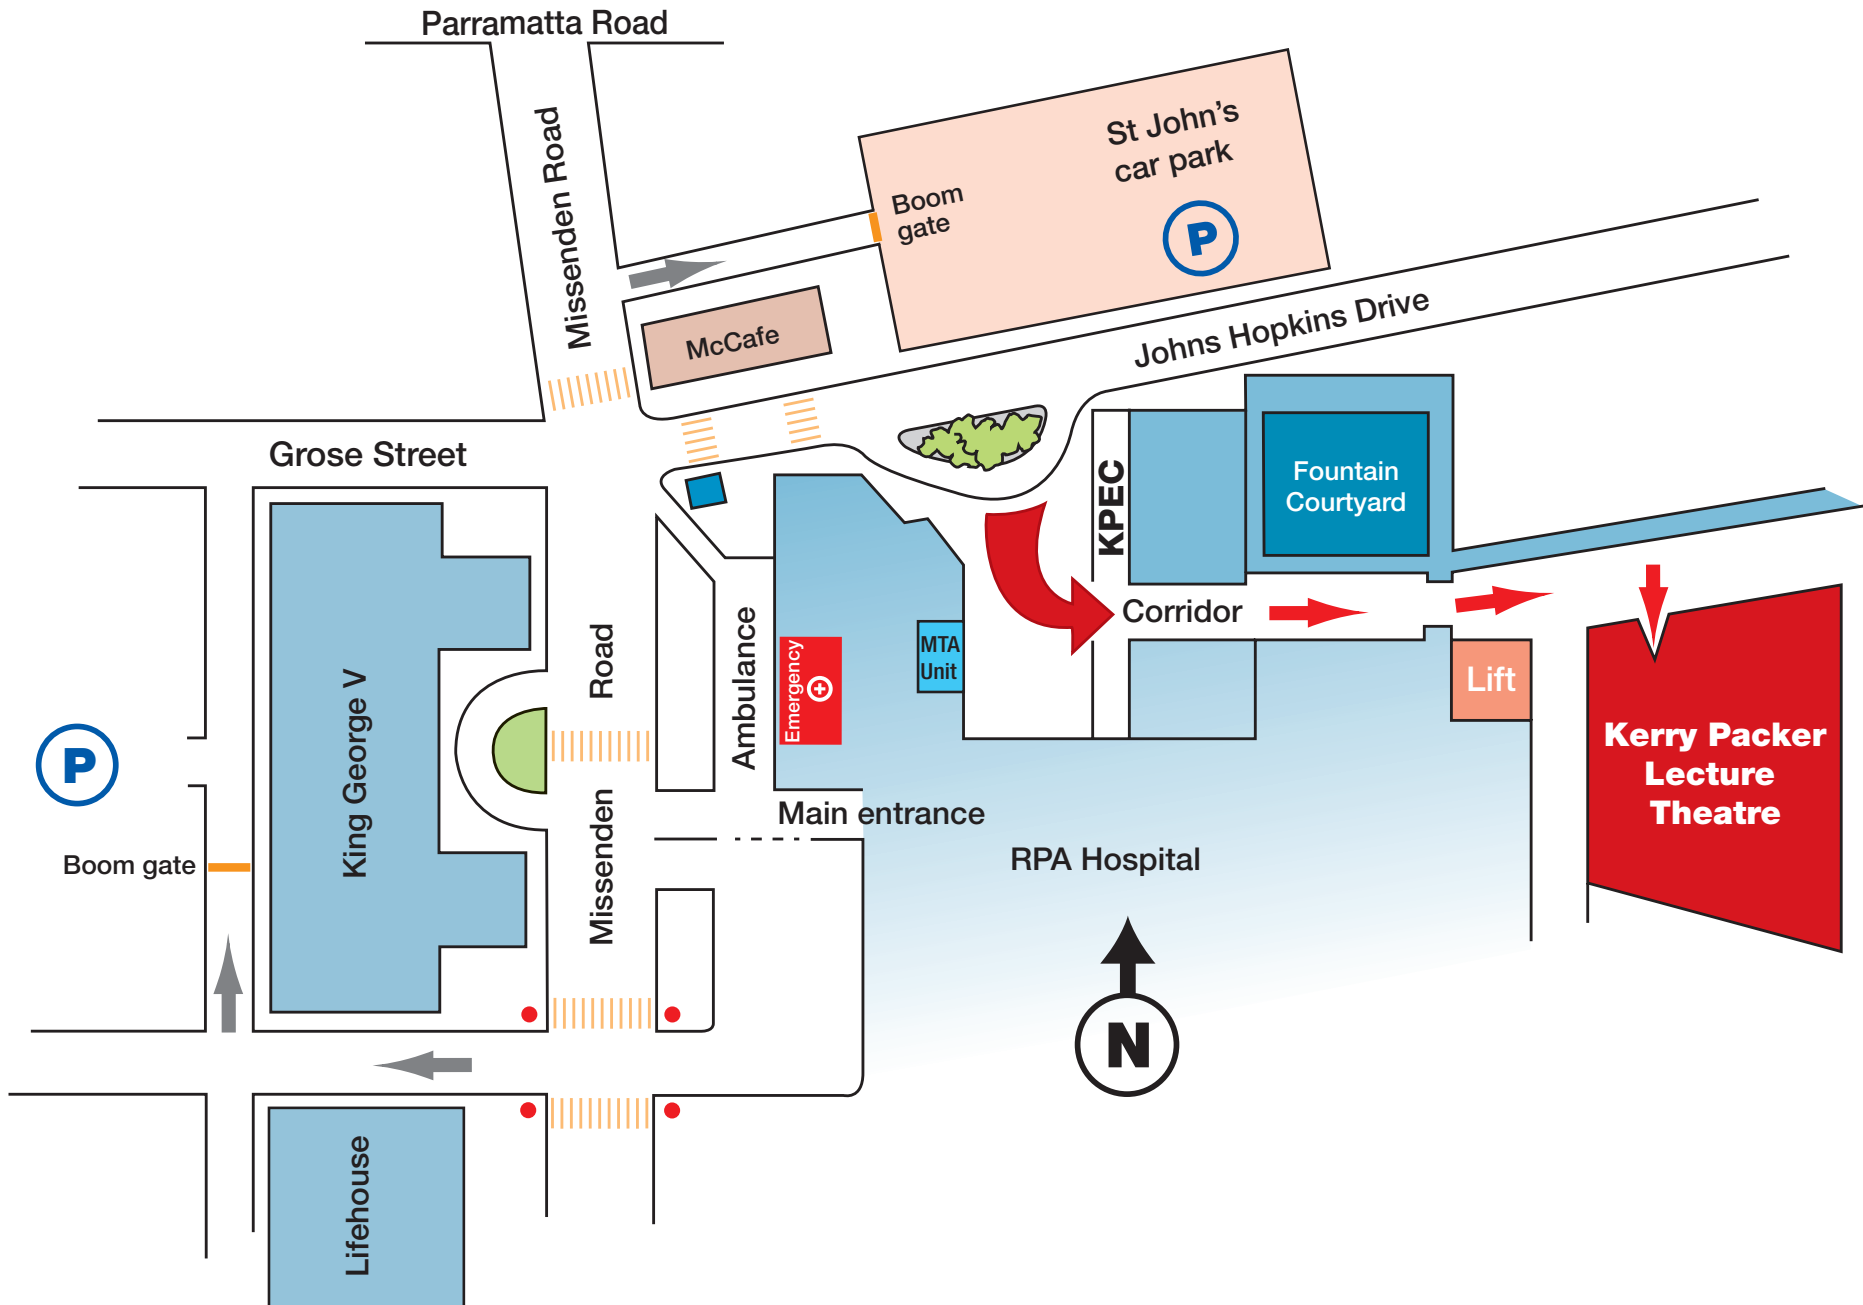 Parramatta Road
Missenden Road
St John's
car park
Boom
gate
P
McCafe
Johns Hopkins Drive
Grose Street
KPEC
Fountain
Courtyard
Corridor
MTA
Unit
Emergency
Ambulance
Road
Missenden
Lift
Kerry Packer
Lecture
Theatre
King George V
P
Main entrance
Boom gate
RPA Hospital
N
Lifehouse